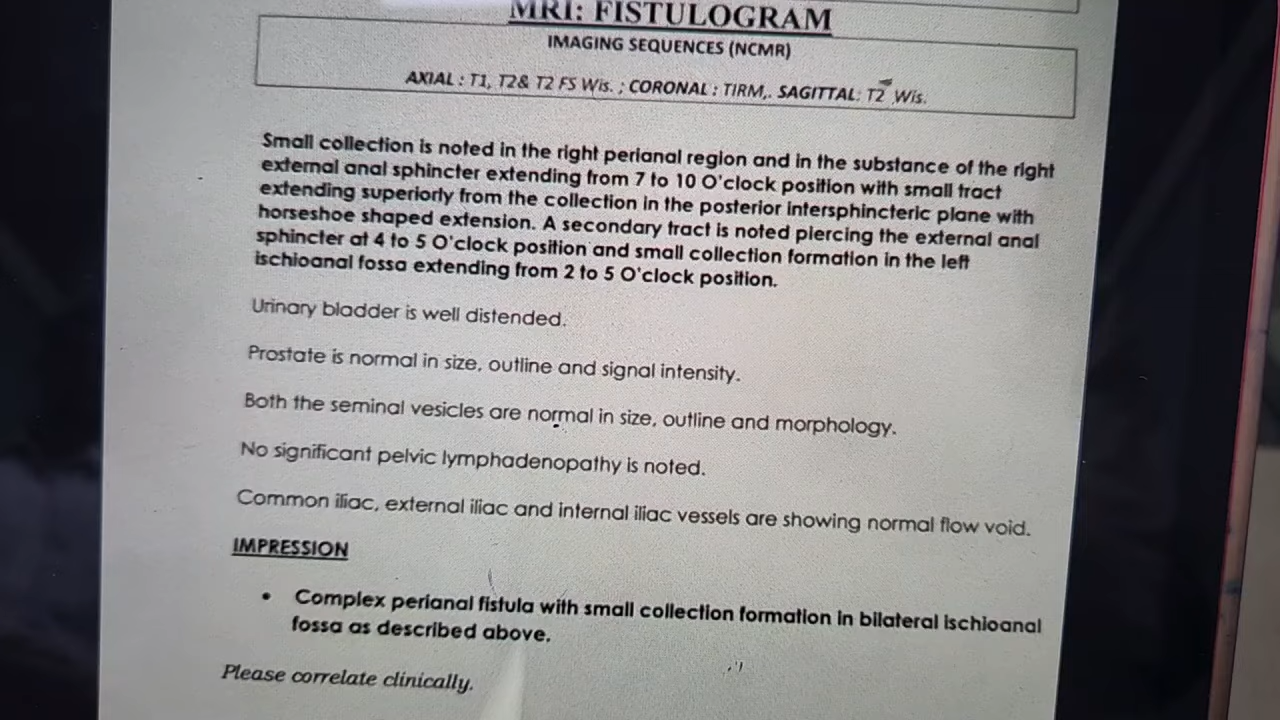 MRI: FISTULOGRAM
IMAGING SEQUENCES (NCMR)
AXIAL : T1, T2& T2 FS Wis. ; CORONAL : TIRM,. SAGITTAL: T2 Wis.
Small collection is noted in the right perianal region and in the substance of the right
external anal sphincter extending from 7 to 10 O'clock position with small tract
extending superiorly from the collection in the posterior intersphincteric plane with
horseshoe shaped extension. A secondary tract is noted piercing the external anal
sphincter at 4 to 5 O'clock position and small collection formation in the left
ischioanal fossa extending from 2 to 5 O'clock position.
Urinary bladder is well distended.
Prostate is normal in size, outline and signal intensity.
Both the seminal vesicles are normal in size, outline and morphology.
No significant pelvic lymphadenopathy is noted.
Common iliac, external iliac and internal iliac vessels are showing normal flow void.
IMPRESSION
• Complex perianal fistula with small collection formation in bilateral ischioanal
fossa as described above.
Please correlate clinically.